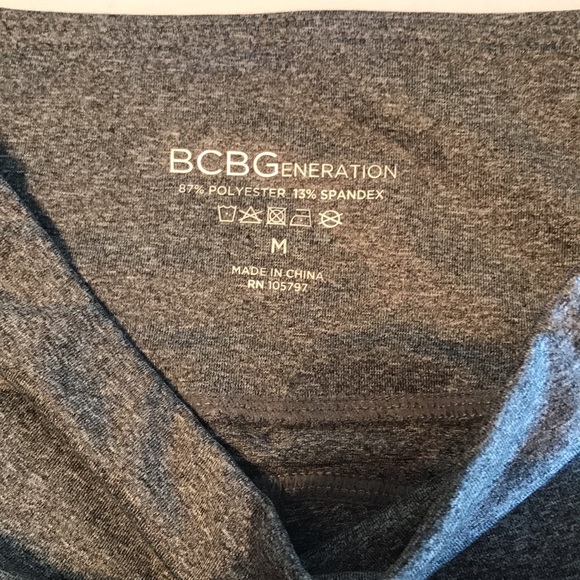 BCBGENERATION
87% POLYESTER 13% SPANDEX
M
MADE IN CHINA
RN 105797